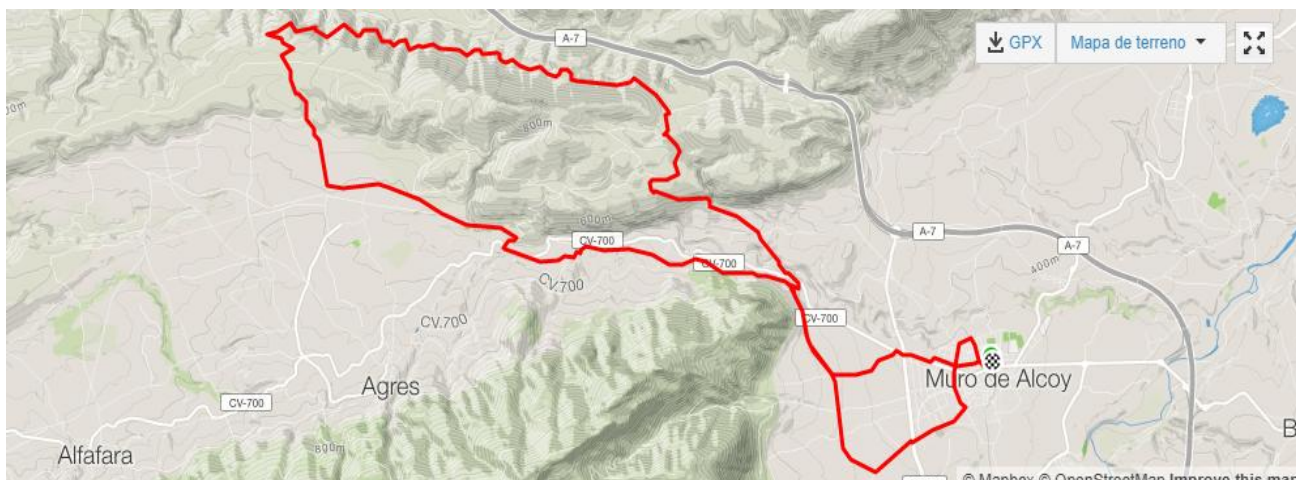 A-7
GPX
Mapa de terreno
00m
800m
A-7
A-7
600m
CV-700
400m
CV-700
CV.700
CV-700
CV.700
Muro de Alcoy
Agres
CV-700
B
Alfafara
800m
© Mapbox © OpenStreetMap Improve this map